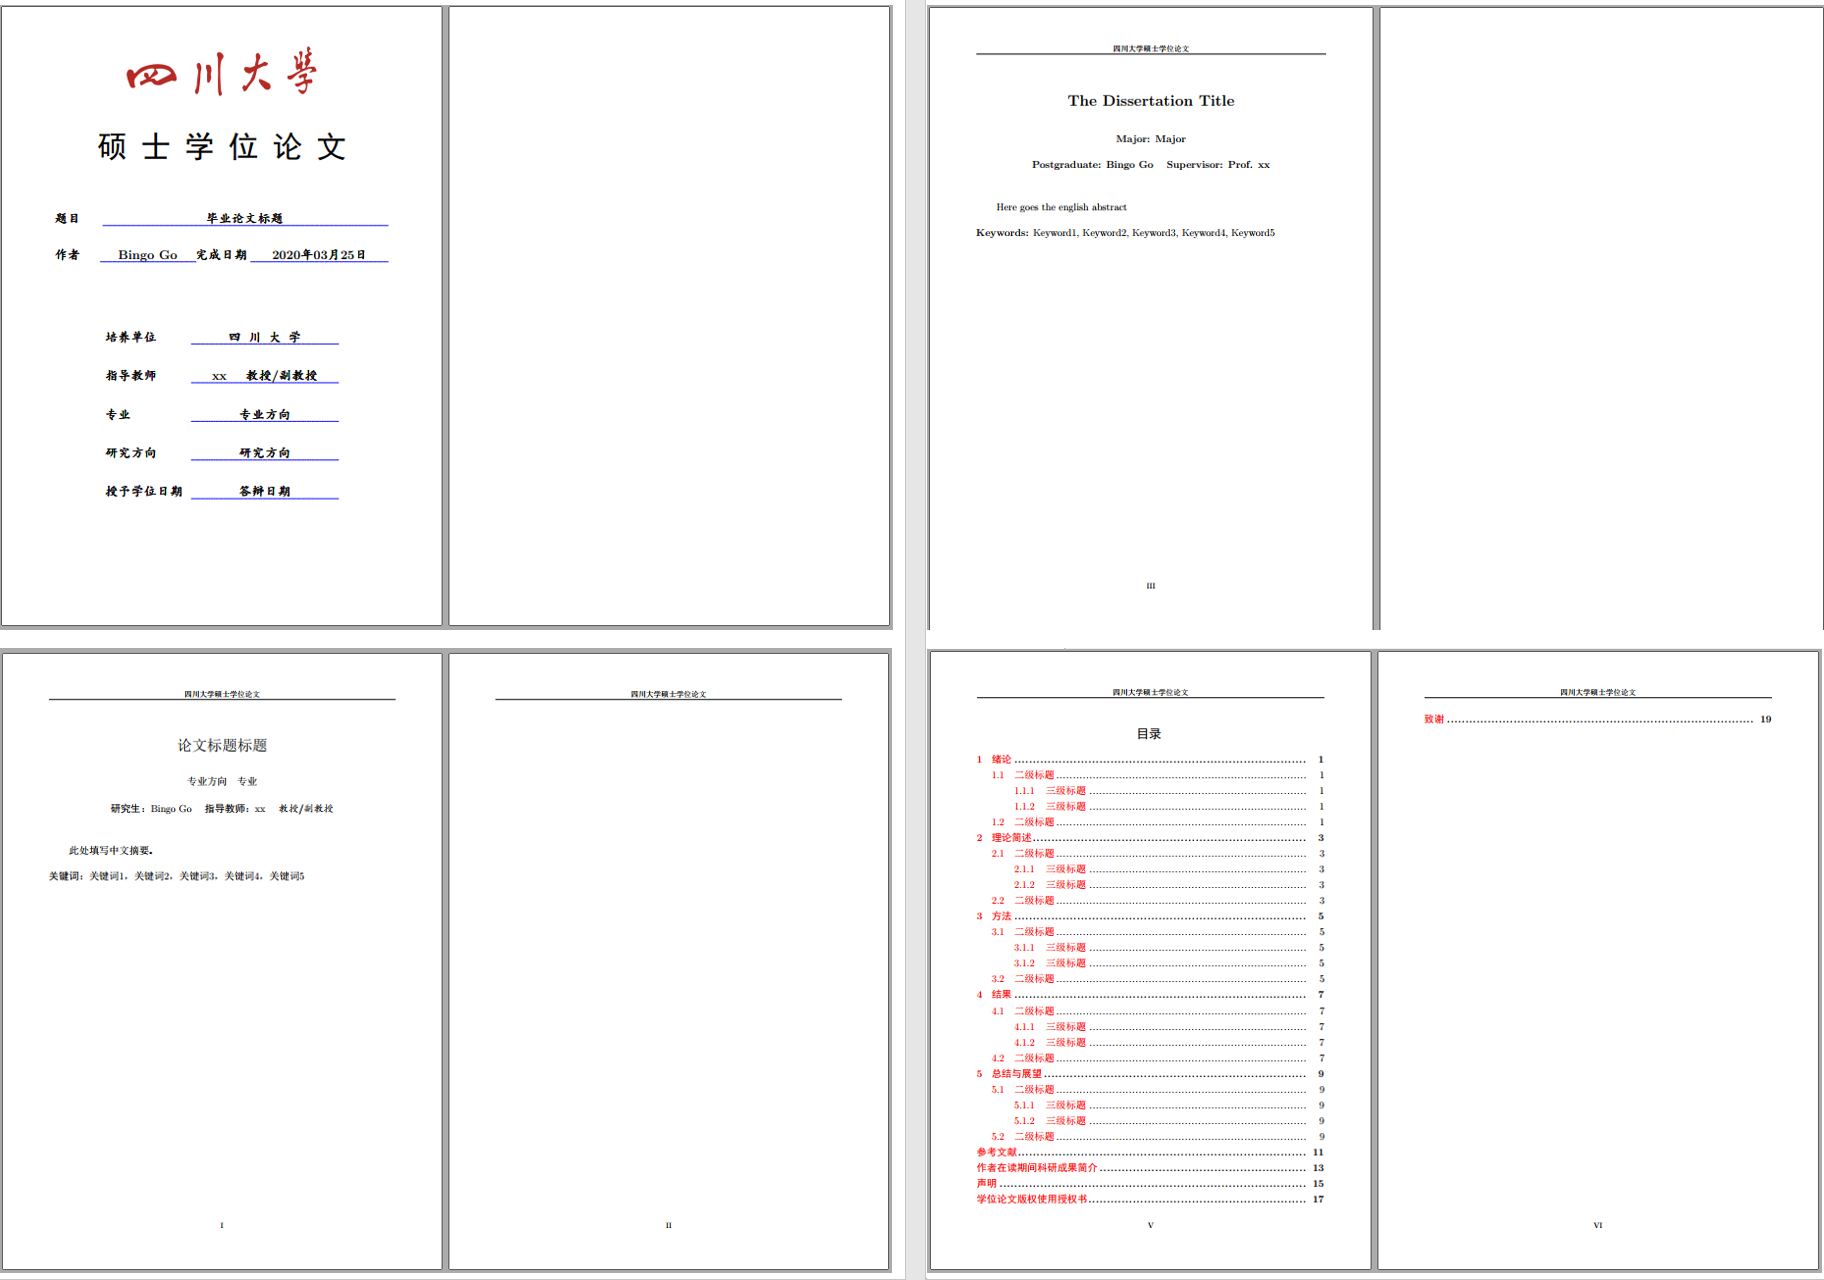 四川大學
硕士学位论文
题目 毕业论文标题
作者 Bingo Go 完成日期 2020年03月25日
培养单位 四川大学
指导教师 xx 教授/副教授
专业 专业方向
研究方向 研究方向
授予学位日期 答辩日期
四川大学硕士学位论文
The Dissertation Title
Major: Major
Postgraduate: Bingo Go Supervisor: Prof. xx
Here goes the english abstract
Keywords: Keyword1, Keyword2, Keyword3, Keyword4, Keyword5
III
四川大学硕士学位论文
论文标题标题
专业方向 专业
研究生：Bingo Go 指导教师：xx 教授/副教授
此处填写中文摘要。
关键词：关键词1，关键词2，关键词3，关键词4，关键词5
I
四川大学硕士学位论文
II
四川大学硕士学位论文
目录
1 绪论 1
1.1 二级标题 1
1.1.1 三级标题 1
1.1.2 三级标题 1
1.2 二级标题 1
2 理论简述 3
2.1 二级标题 3
2.1.1 三级标题 3
2.1.2 三级标题 3
2.2 二级标题 3
3 方法 5
3.1 二级标题 5
3.1.1 三级标题 5
3.1.2 三级标题 5
3.2 二级标题 5
4 结果 7
4.1 二级标题 7
4.1.1 三级标题 7
4.1.2 三级标题 7
4.2 二级标题 7
5 总结与展望 9
5.1 二级标题 9
5.1.1 三级标题 9
5.1.2 三级标题 9
5.2 二级标题 9
参考文献 11
作者在读期间科研成果简介 13
声明 15
学位论文版权使用授权书 17
V
四川大学硕士学位论文
致谢 19
VI